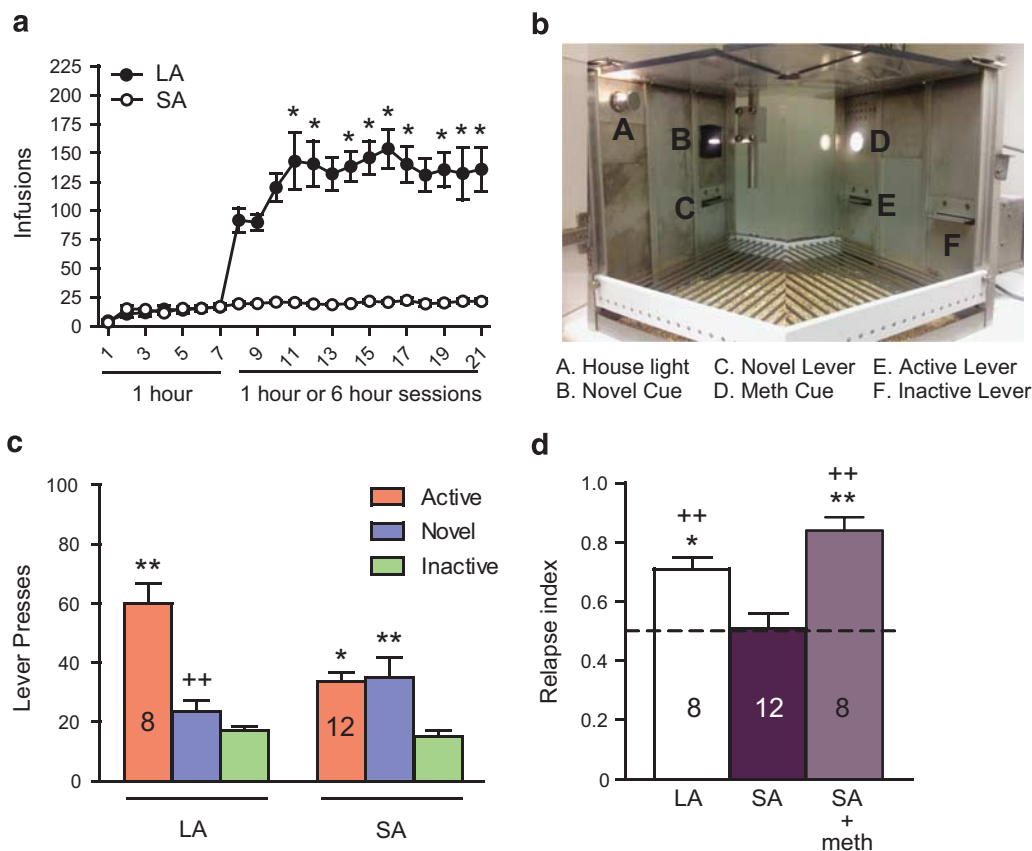 a
225
200
175
150
125
100
75
50
25
0
Infusions
LA
SA
* * * * * * * * *
1 3 5 7 9 11 13 15 17 19 21
1 hour
1 hour or 6 hour sessions
b
A
B
C
D
E
F
A. House light C. Novel Lever E. Active Lever
B. Novel Cue D. Meth Cue F. Inactive Lever
c
100
80
60
40
20
0
Lever Presses
Active
Novel
Inactive
**
++
*
**
8
12
LA
SA
d
1.0
0.8
0.6
0.4
0.2
0
Relapse index
++
*
++
**
8
12
8
LA
SA
SA
+
meth